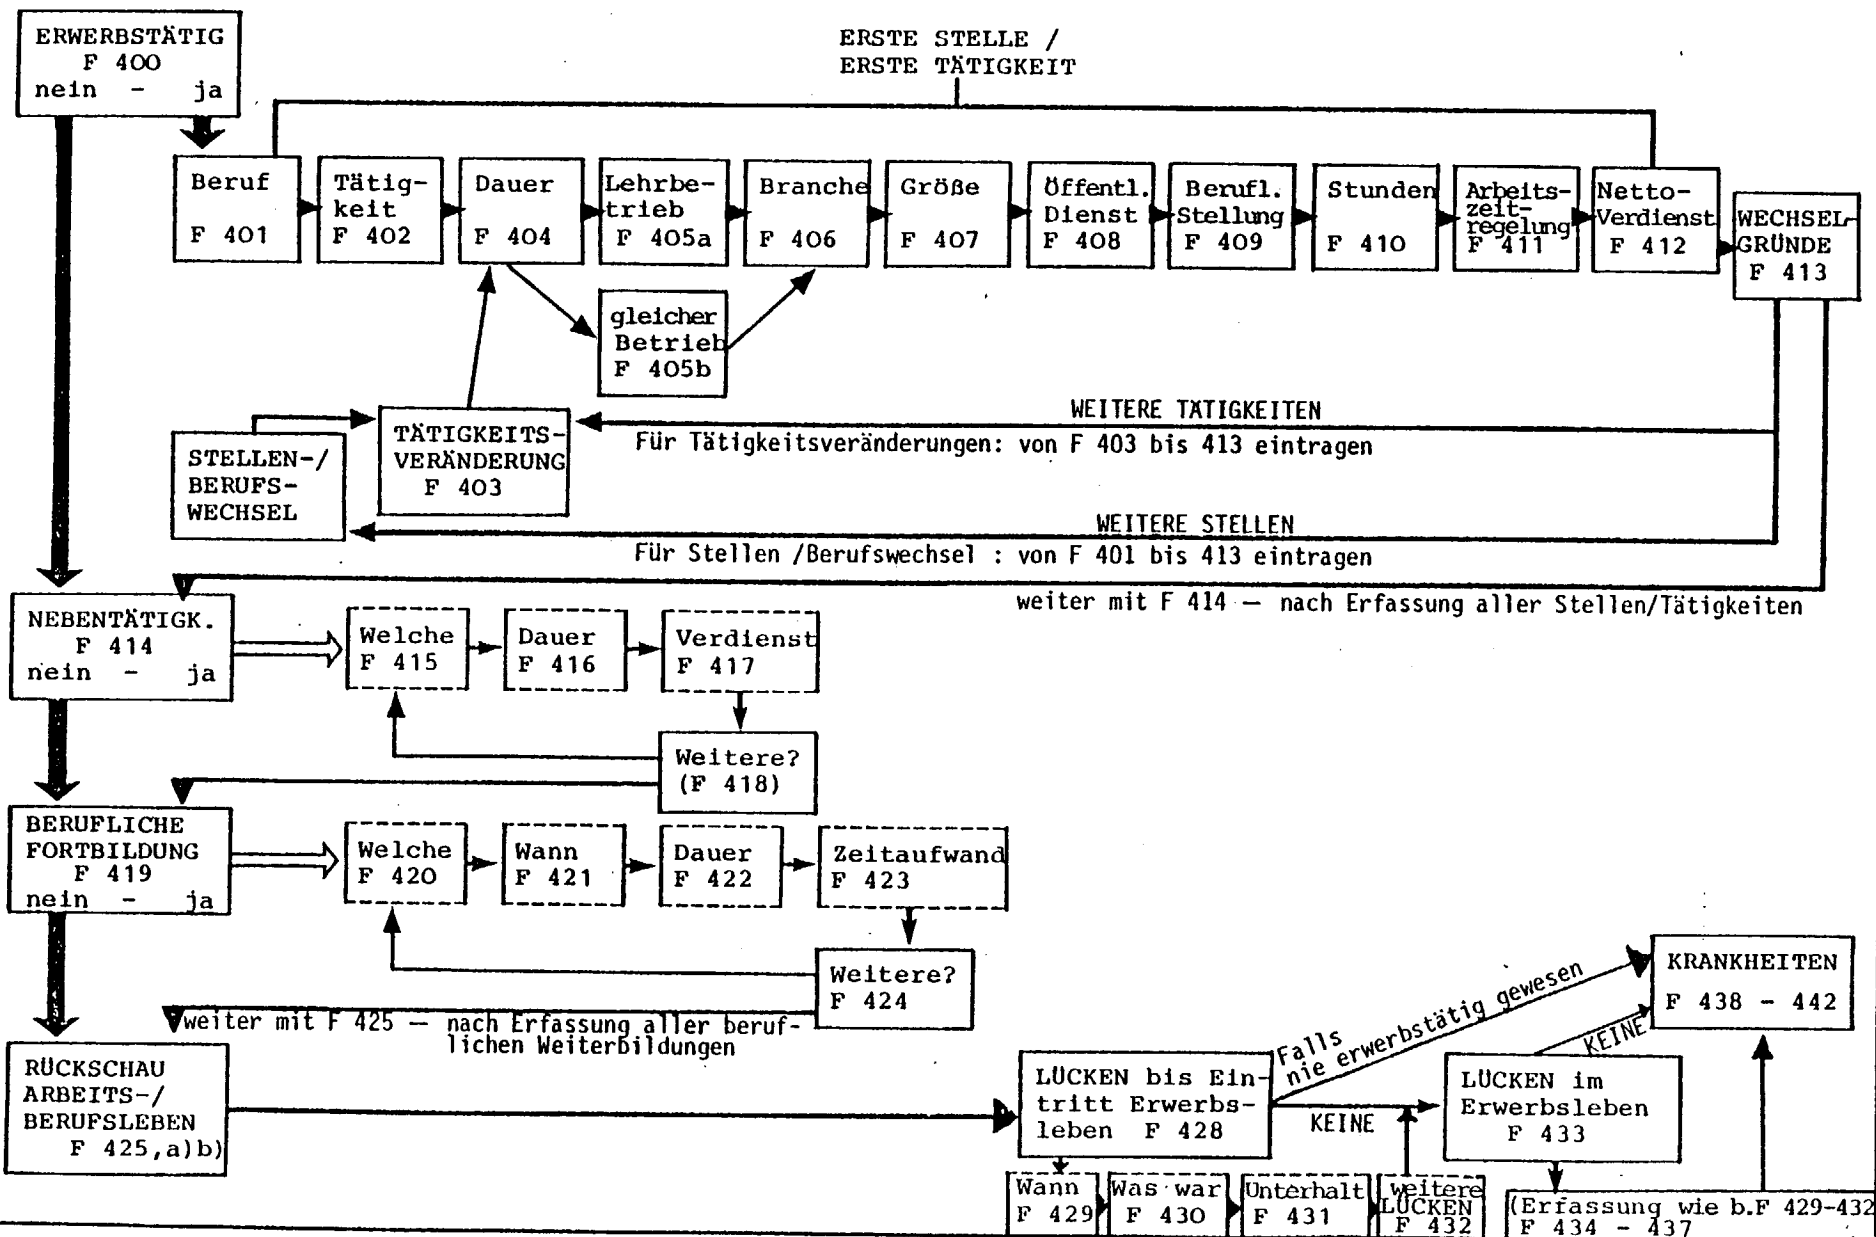 ERWERBSTÄTIG
F 400
nein - ja
ERSTE STELLE /
ERSTE TÄTIGKEIT
Beruf
F 401
Tätig-
keit
F 402
Dauer
F 404
Lehrbe-
trieb
F 405a
Branche
F 406
Größe
F 407
Öffentl.
Dienst
F 408
Berufl.
Stellung
F 409
Stunden
F 410
Arbeits-
zeit-
regelung
F 411
Netto-
Verdienst
F 412
WECHSEL-
GRÜNDE
F 413
gleicher
Betrieb
F 405b
STELLEN-/
BERUFS-
WECHSEL
TÄTIGKEITS-
VERÄNDERUNG
F 403
WEITERE TÄTIGKEITEN
Für Tätigkeitsveränderungen: von F 403 bis 413 eintragen
WEITERE STELLEN
Für Stellen /Berufswechsel : von F 401 bis 413 eintragen
weiter mit F 414 — nach Erfassung aller Stellen/Tätigkeiten
NEBENTÄTIGK.
F 414
nein - ja
Welche
F 415
Dauer
F 416
Verdienst
F 417
Weitere?
(F 418)
BERUFLICHE
FORTBILDUNG
F 419
nein - ja
Welche
F 420
Wann
F 421
Dauer
F 422
Zeitaufwand
F 423
Weitere?
F 424
weiter mit F 425 — nach Erfassung aller beruf-
lichen Weiterbildungen
RÜCKSCHAU
ARBEITS-/
BERUFSLEBEN
F 425,a)b)
LÜCKEN bis Ein-
tritt Erwerbs-
leben F 428
Falls
nie erwerbstätig gewesen
KEINE
LÜCKEN im
Erwerbsleben
F 433
KEINE
KRANKHEITEN
F 438 - 442
Wann
F 429
Was war
F 430
Unterhalt
F 431
weitere
LÜCKEN
F 432
(Erfassung wie b.F 429-432
F 434 - 437